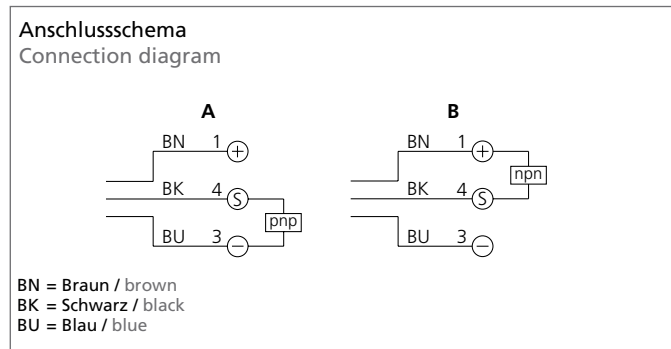 Anschlussschema
Connection diagram
A
BN 1 +
BK 4 S
pnp
BU 3 −
B
BN 1 +
npn
BK 4 S
BU 3 −
BN = Braun / brown
BK = Schwarz / black
BU = Blau / blue